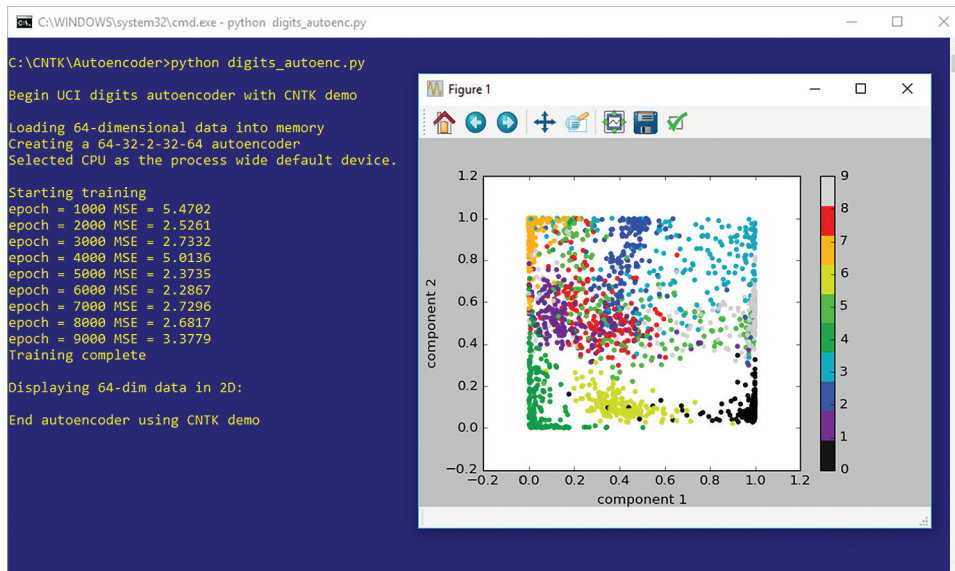 C:\WINDOWS\system32\cmd.exe - python digits_autoenc.py
C:\CNTK\Autoencoder>python digits_autoenc.py
Begin UCI digits autoencoder with CNTK demo
Loading 64-dimensional data into memory
Creating a 64-32-2-32-64 autoencoder
Selected CPU as the process wide default device.
Starting training
epoch = 1000 MSE = 5.4702
epoch = 2000 MSE = 2.5261
epoch = 3000 MSE = 2.7332
epoch = 4000 MSE = 5.0136
epoch = 5000 MSE = 2.3735
epoch = 6000 MSE = 2.2867
epoch = 7000 MSE = 2.7296
epoch = 8000 MSE = 2.6817
epoch = 9000 MSE = 3.3779
Training complete
Displaying 64-dim data in 2D:
End autoencoder using CNTK demo
Figure 1
1.2
1.0
0.8
0.6
0.4
0.2
0.0
−0.2
component 2
−0.2 0.0 0.2 0.4 0.6 0.8 1.0 1.2
component 1
9
8
7
6
5
4
3
2
1
0